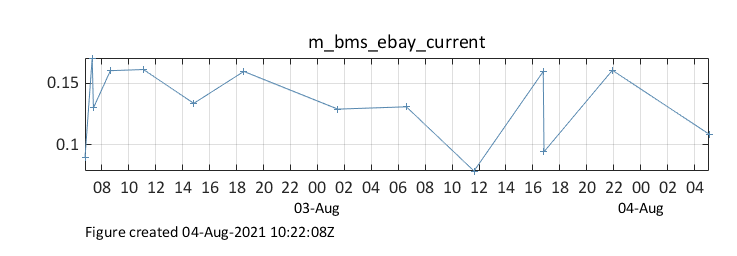 m_bms_ebay_current
0.15
0.1
08 10 12 14 16 18 20 22 00 02 04 06 08 10 12 14 16 18 20 22 00 02 04
03-Aug 04-Aug
Figure created 04-Aug-2021 10:22:08Z